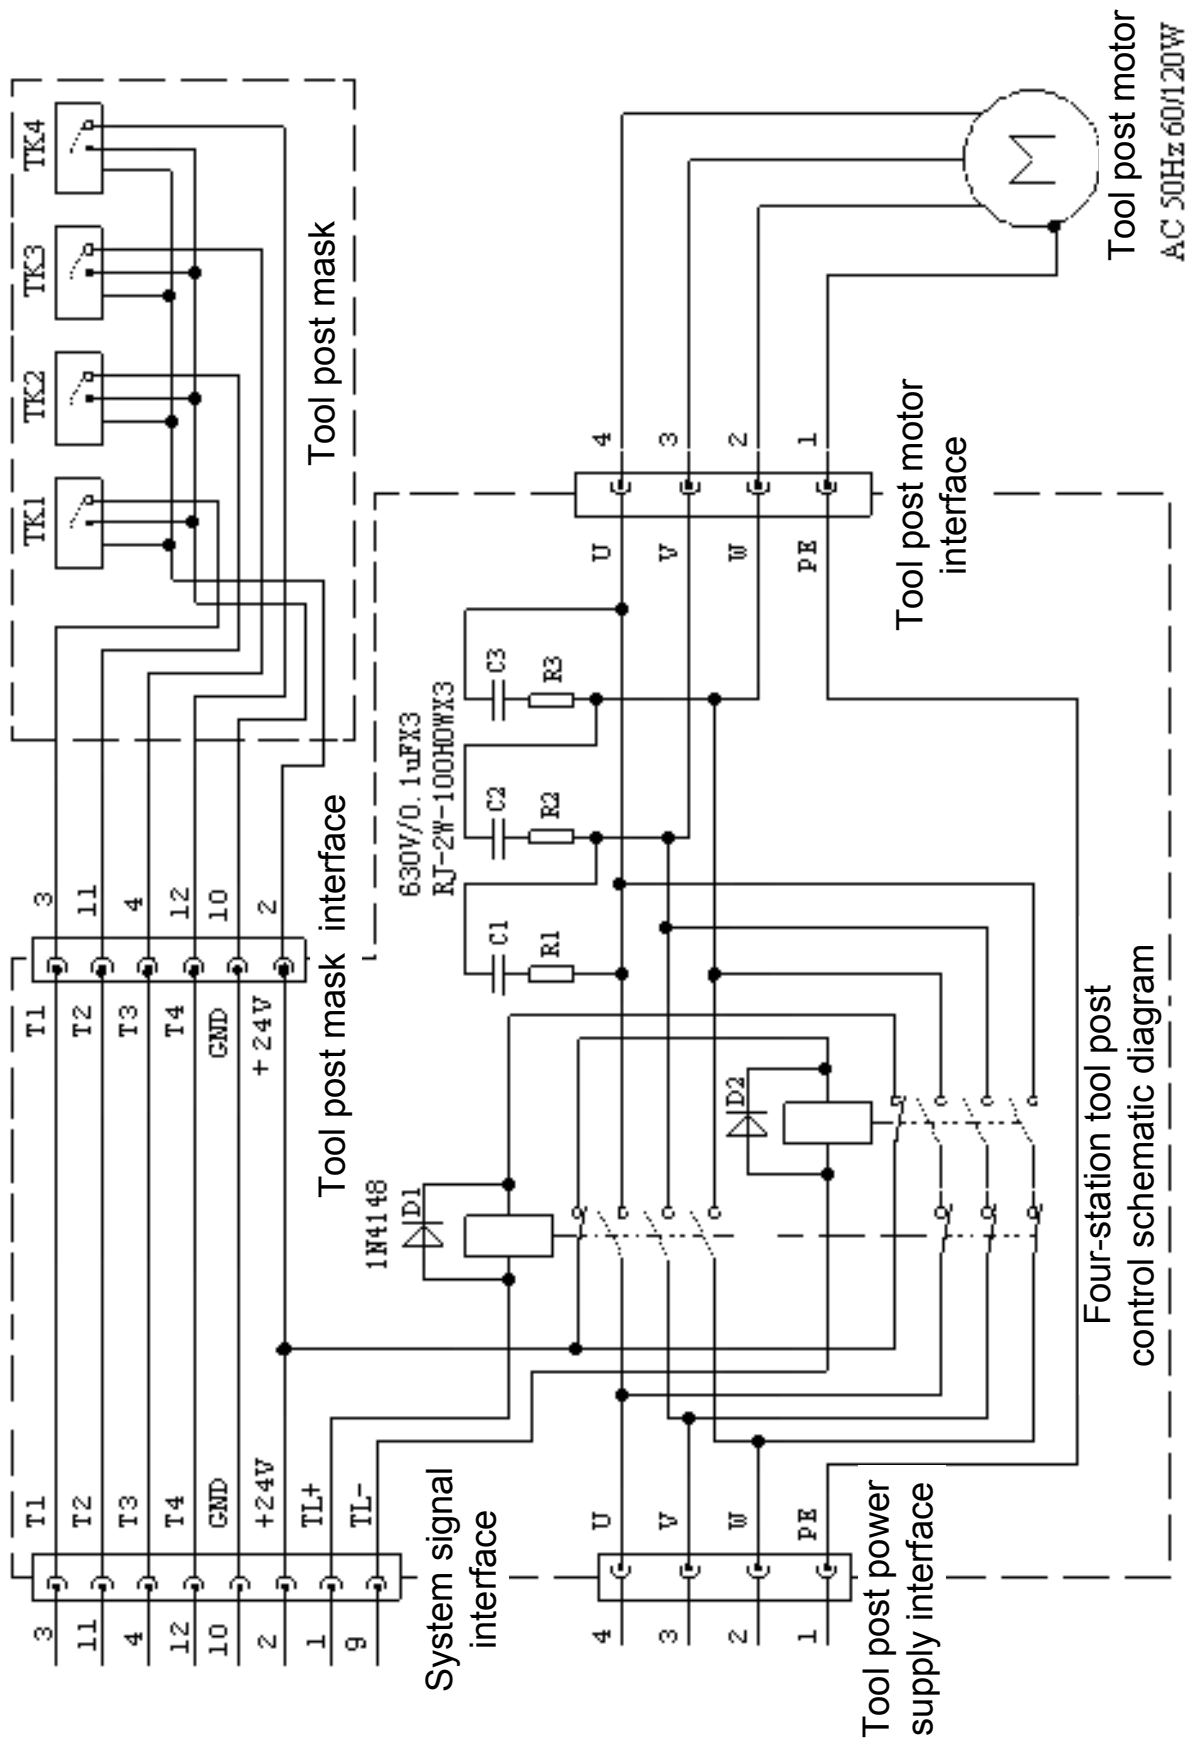 3
T1
T1
3
TK1
TK2
TK3
TK4
11
T2
T2
11
4
T3
T3
4
12
T4
T4
12
10
GND
GND
10
2
+24V
+24V
2
1
TL+
9
TL-
Tool post mask interface
Tool post mask
System signal
interface
1N4148
D1
630V/0.1uFX3
RJ-2W-100HOWX3
C1
C2
C3
R1
R2
R3
4
U
U
4
3
V
V
3
2
W
D2
W
2
1
PE
PE
1
M
Tool post power
supply interface
Tool post motor
interface
Four-station tool post
control schematic diagram
Tool post motor
AC 50Hz 60/120W